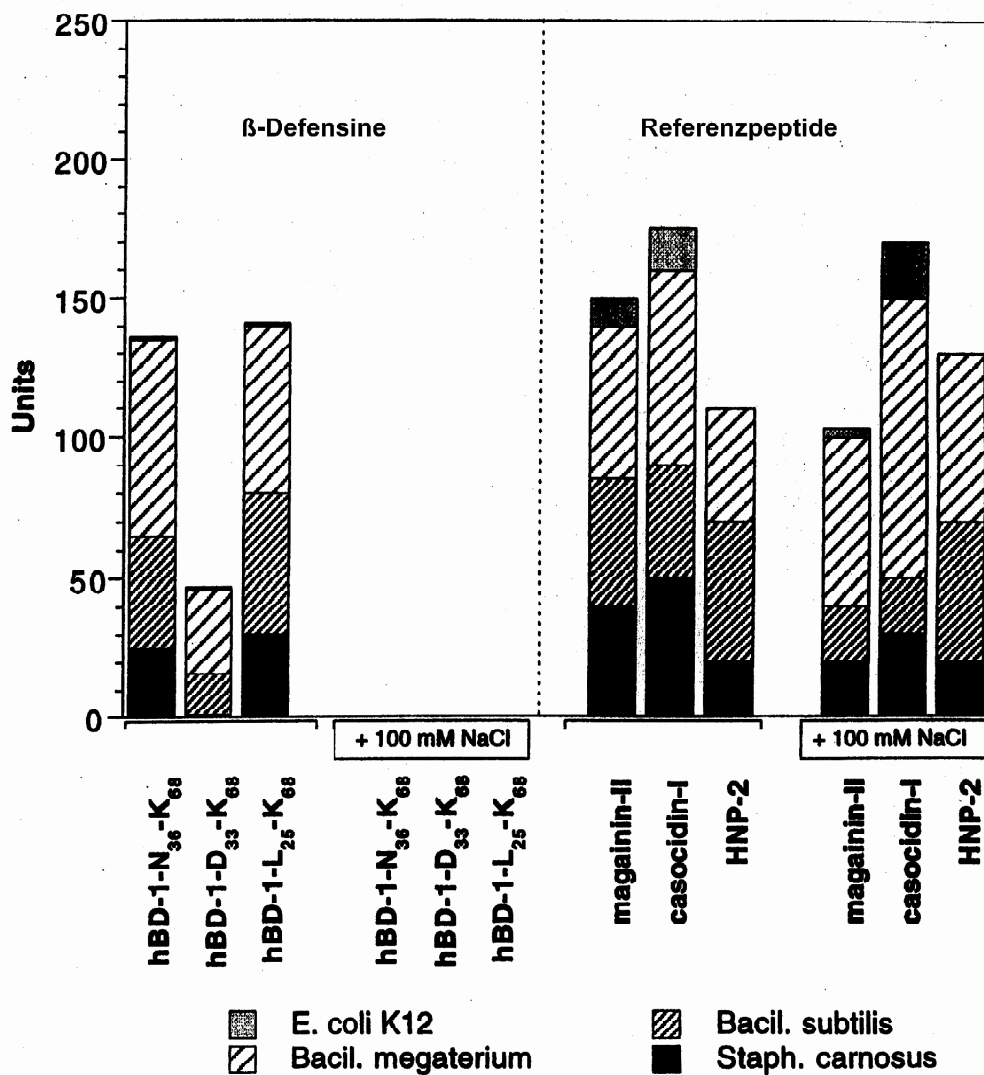 250
200
150
100
50
0
Units
ß-Defensine
Referenzpeptide
+ 100 mM NaCl
+ 100 mM NaCl
hBD-1-N₃₆-K₆₈
hBD-1-D₃₃-K₆₈
hBD-1-L₂₅-K₆₈
hBD-1-N₃₆-K₆₈
hBD-1-D₃₃-K₆₈
hBD-1-L₂₅-K₆₈
magainin-II
casocidin-I
HNP-2
magainin-II
casocidin-I
HNP-2
E. coli K12
Bacil. subtilis
Bacil. megaterium
Staph. carnosus